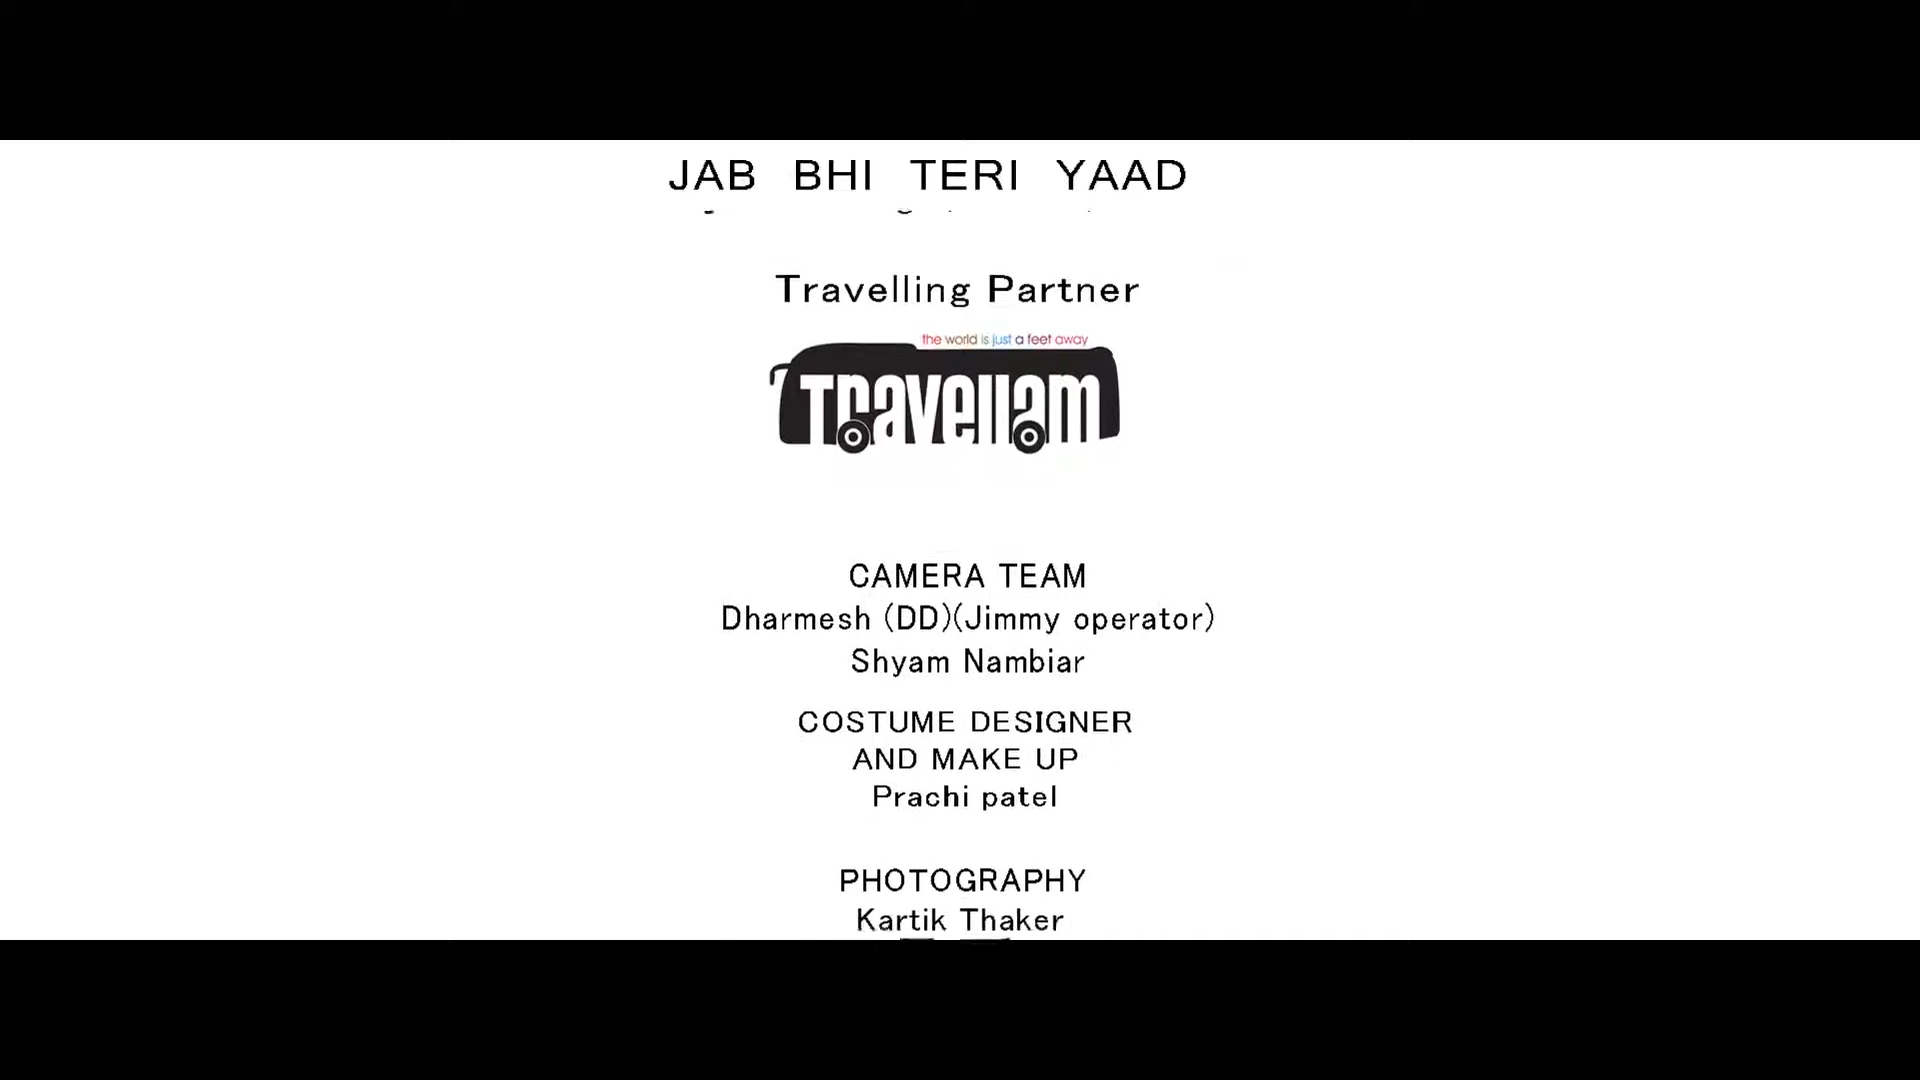 JAB BHI TERI YAAD
Travelling Partner
the world is just a feet away
Travellam
CAMERA TEAM
Dharmesh (DD)(Jimmy operator)
Shyam Nambiar
COSTUME DESIGNER
AND MAKE UP
Prachi patel
PHOTOGRAPHY
Kartik Thaker